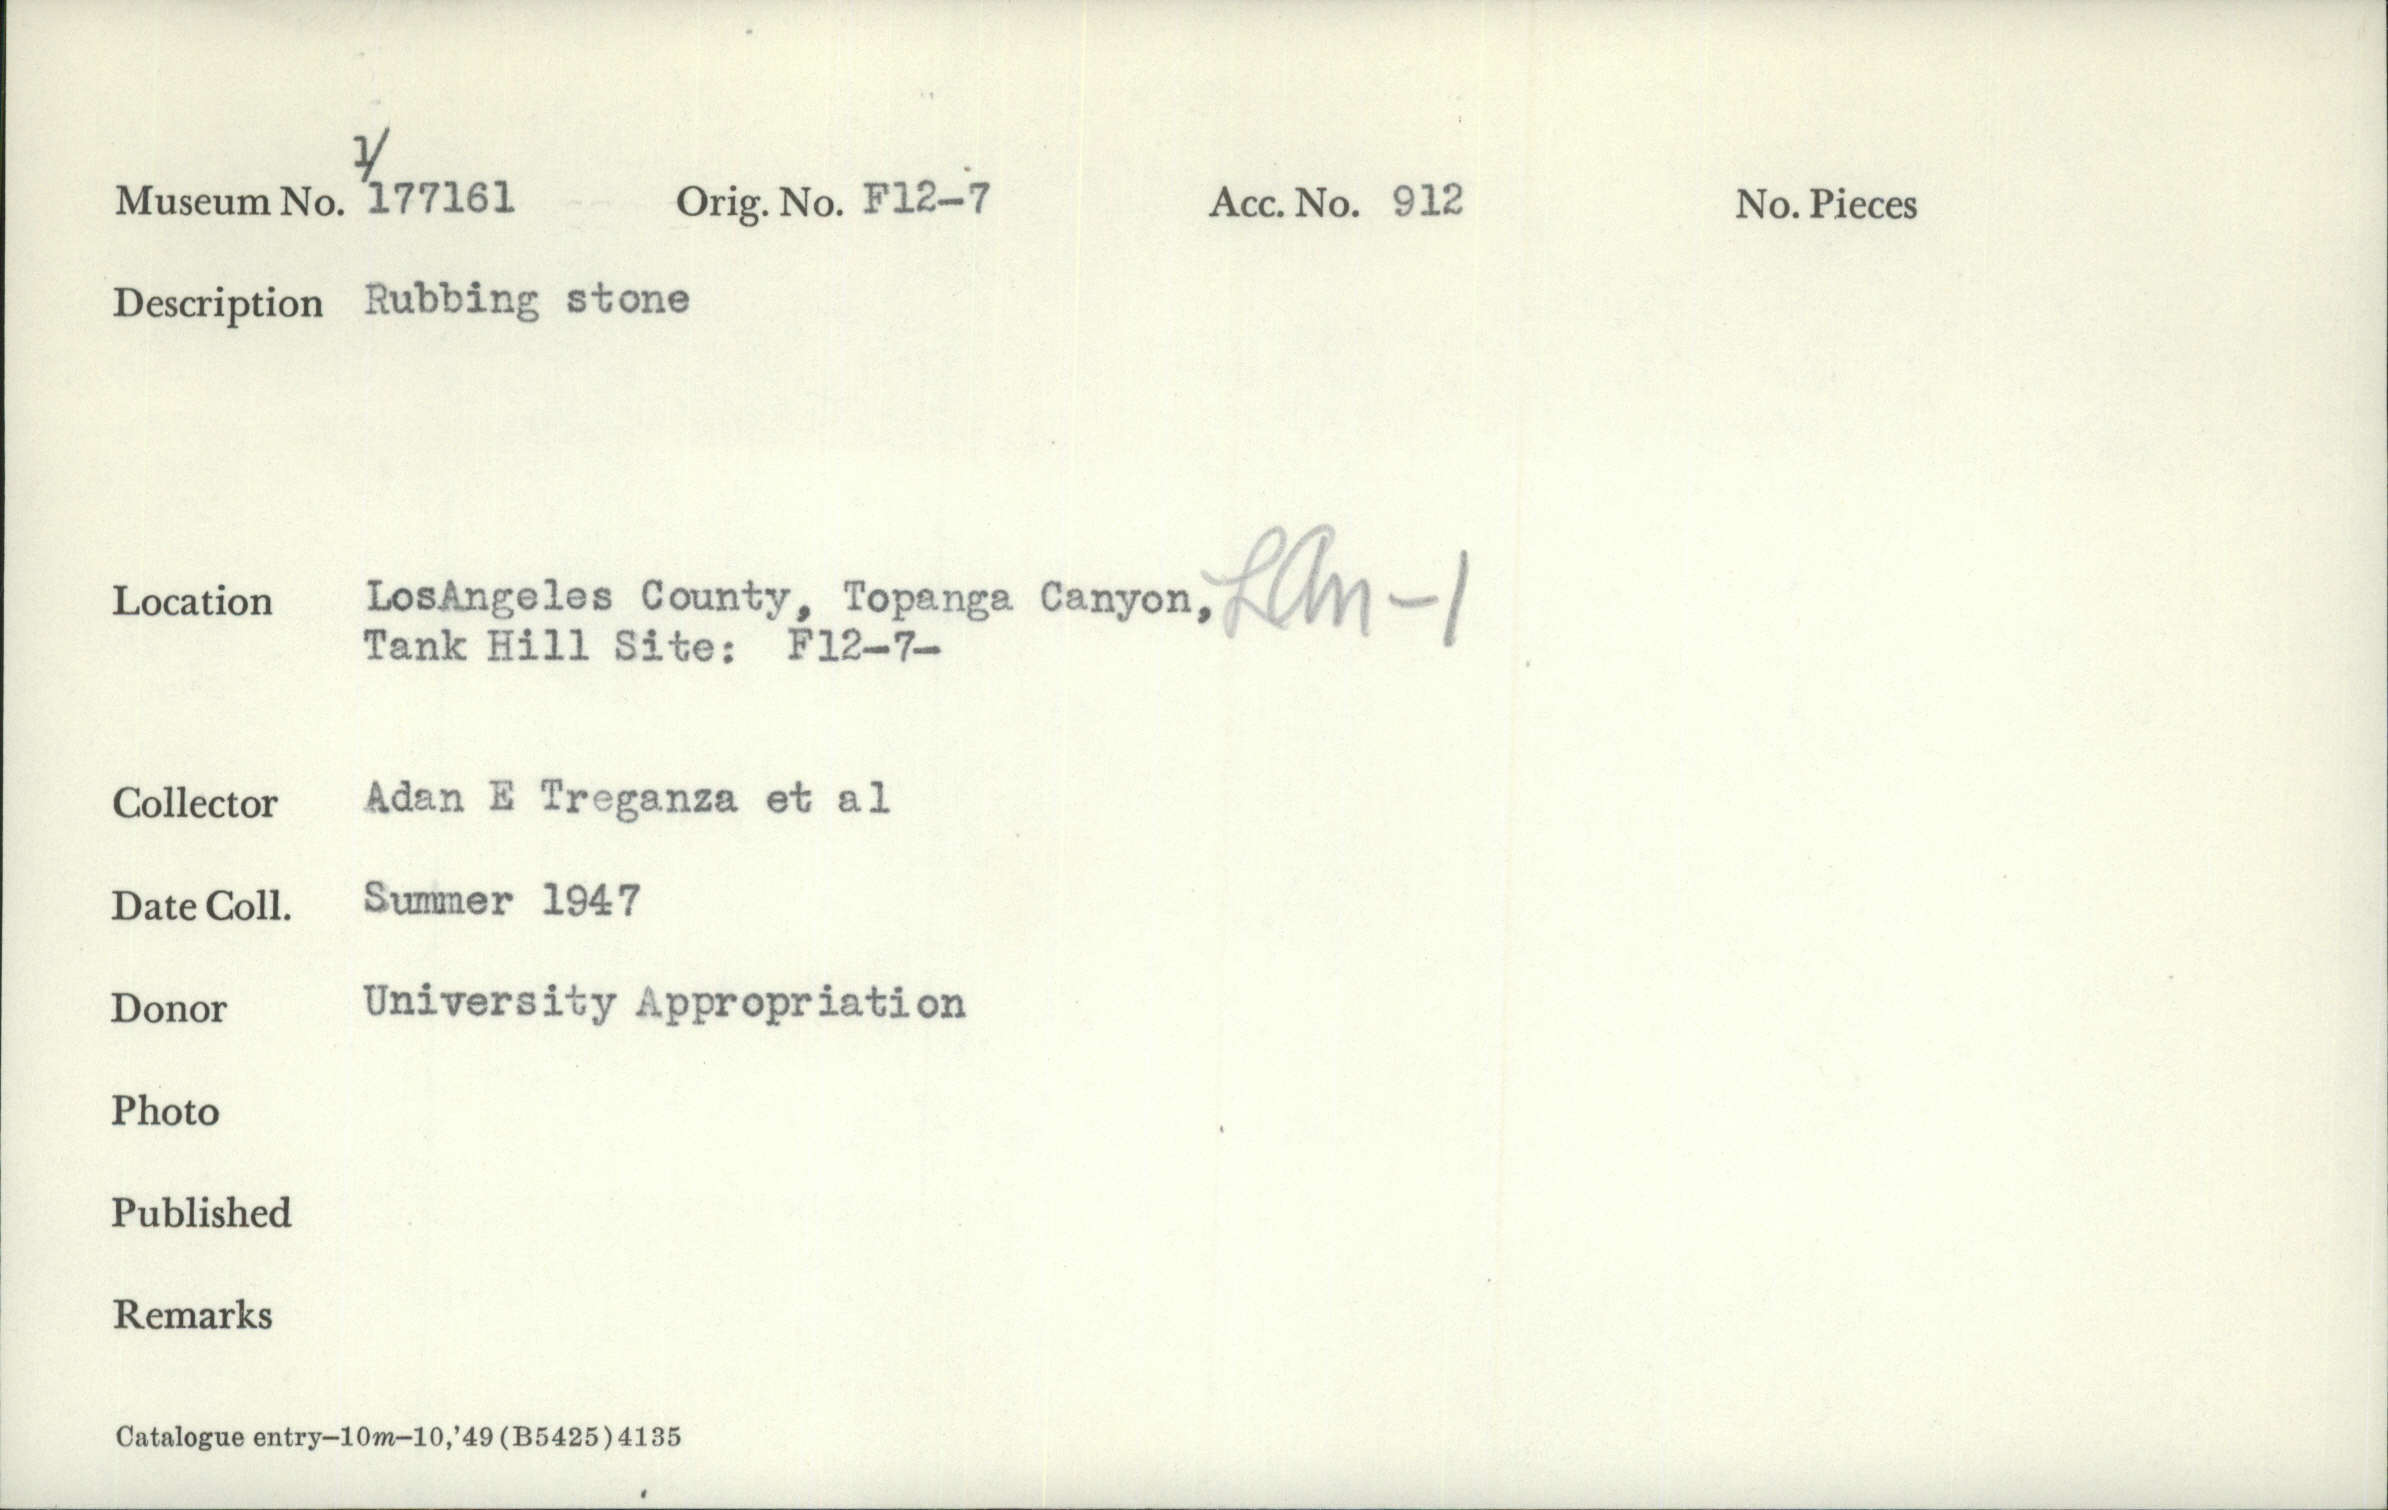 Museum No. 1/177161 Orig. No. F12-7 Acc. No. 912 No. Pieces
Description Rubbing stone
Location LosAngeles County, Topanga Canyon, LAn-1
Tank Hill Site: F12-7-
Collector Adan E Treganza et al
Date Coll. Summer 1947
Donor University Appropriation
Photo
Published
Remarks
Catalogue entry—10m—10,'49 (B5425) 4135